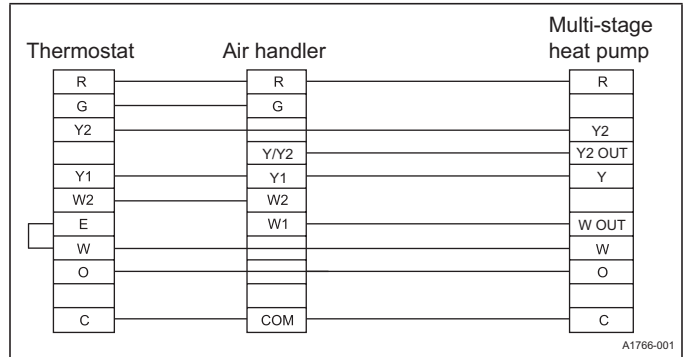 Multi-stage
Thermostat Air handler heat pump
R R R
G G
Y2 Y2
Y/Y2 Y2 OUT
Y1 Y1 Y
W2 W2
E W1 W OUT
W W
O O
C COM C
A1766-001